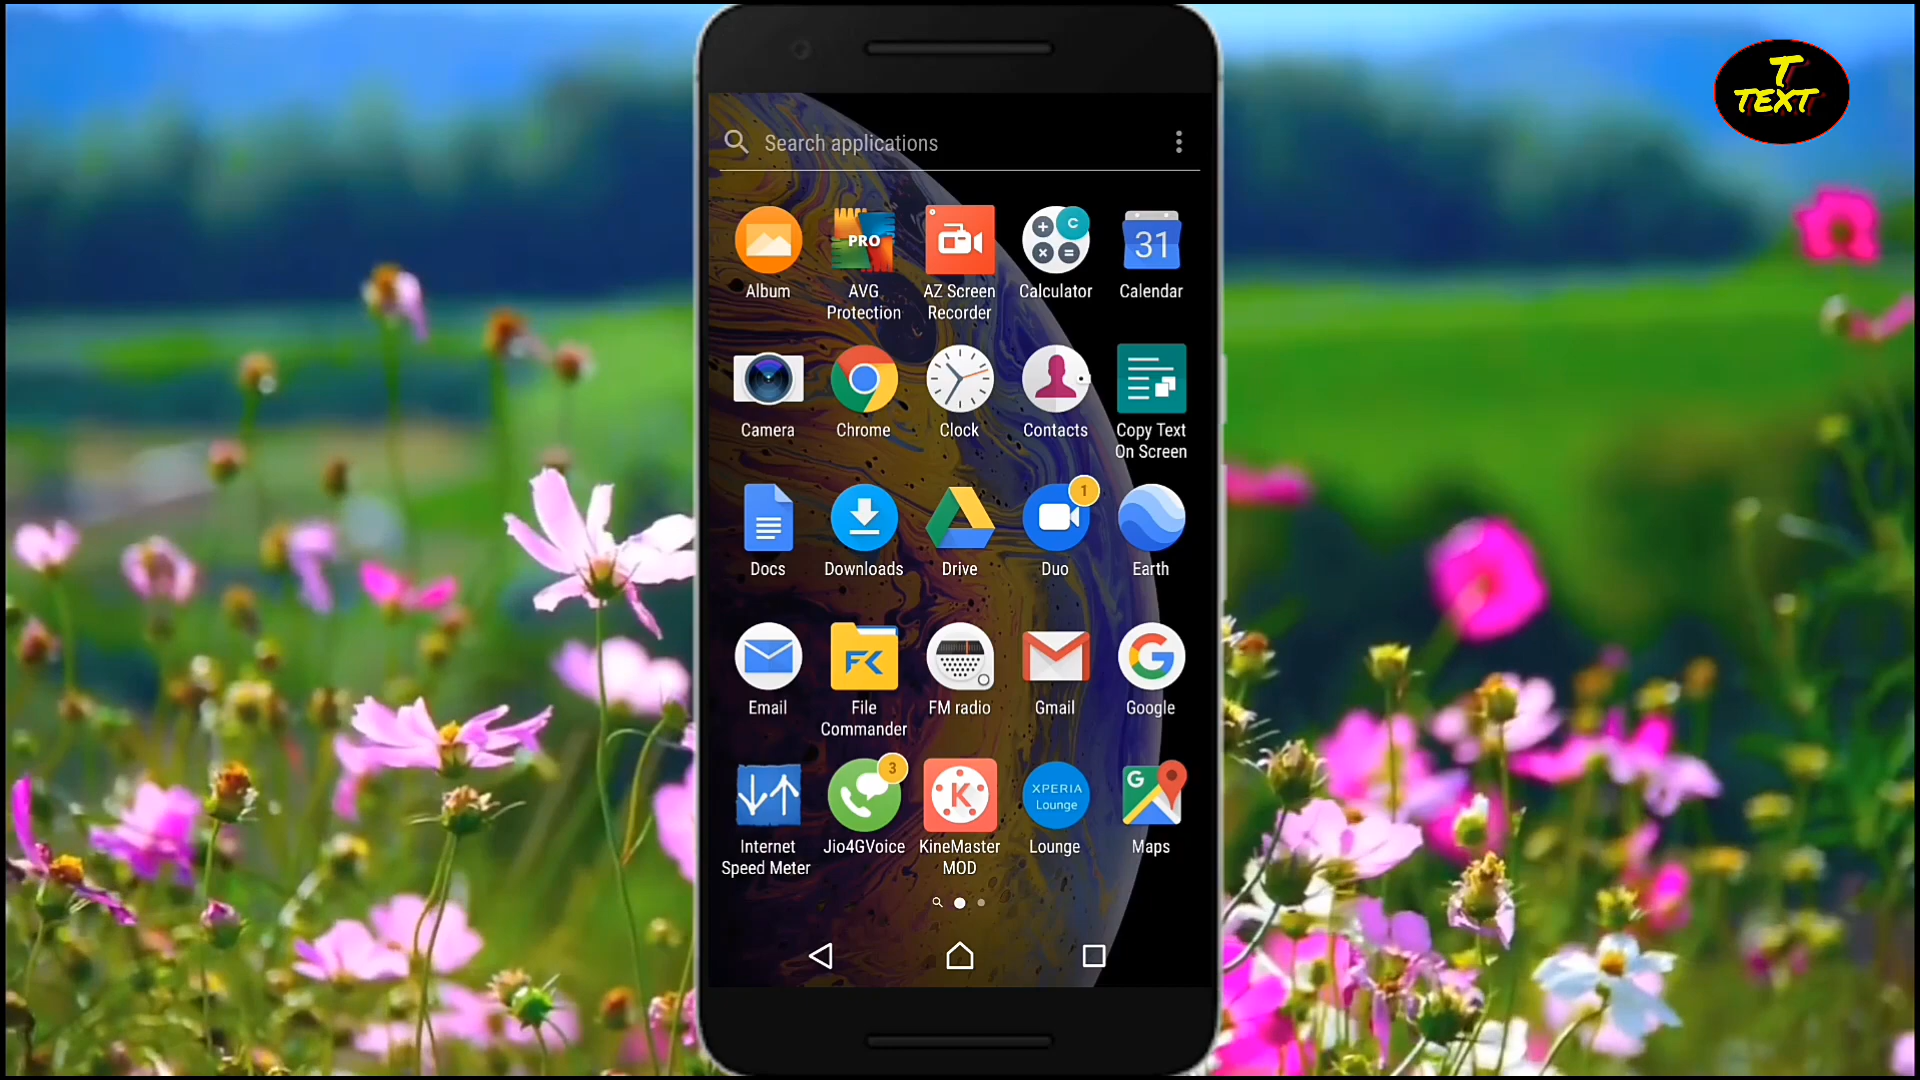 T
TEXT
Search applications
PRO
C
31
Album
AVG
Protection
AZ Screen
Recorder
Calculator
Calendar
Camera
Chrome
Clock
Contacts
Copy Text
On Screen
1
Docs
Downloads
Drive
Duo
Earth
FK
G
Email
File
Commander
FM radio
Gmail
Google
3
K
XPERIA
Lounge
G
Internet
Speed Meter
Jio4GVoice
KineMaster
MOD
Lounge
Maps